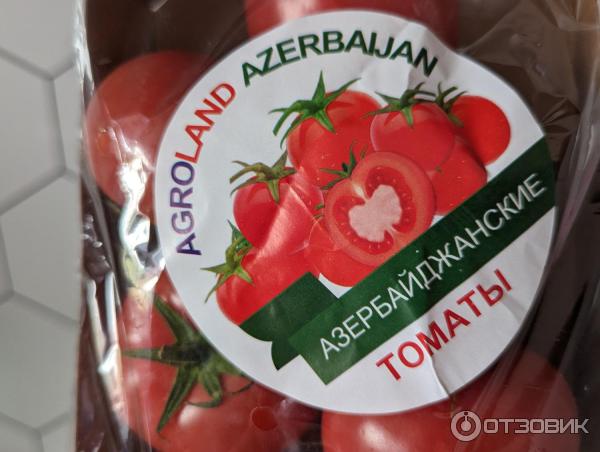 AGROLAND AZERBAIJAN
АЗЕРБАЙДЖАНСКИЕ
ТОМАТЫ
ОТЗОВИК